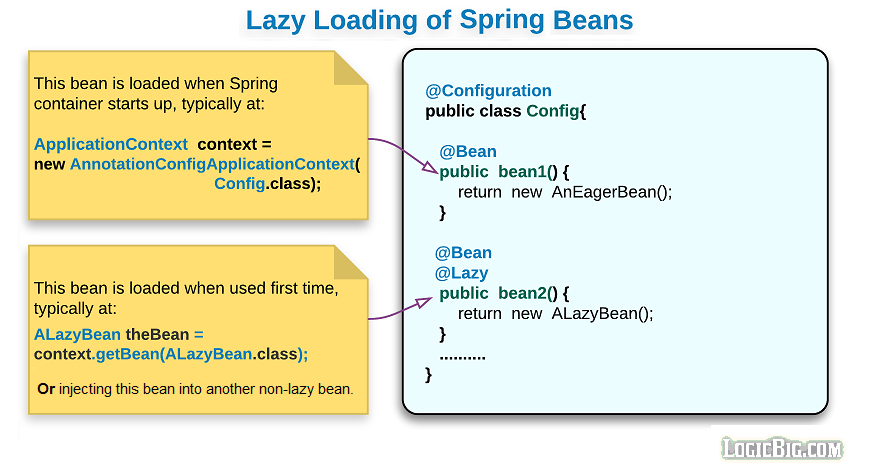 Lazy Loading of Spring Beans
This bean is loaded when Spring
container starts up, typically at:
ApplicationContext context =
new AnnotationConfigApplicationContext(
Config.class);
This bean is loaded when used first time,
typically at:
ALazyBean theBean =
context.getBean(ALazyBean.class);
Or injecting this bean into another non-lazy bean.
@Configuration
public class Config{
@Bean
public bean1() {
return new AnEagerBean();
}
@Bean
@Lazy
public bean2() {
return new ALazyBean();
}
..........
}
LogicBig.com